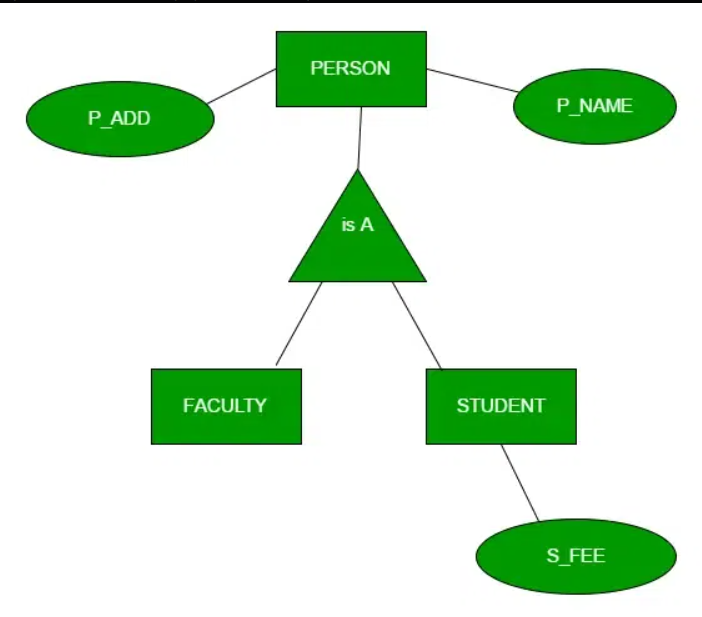 PERSON
P_ADD
P_NAME
is A
FACULTY
STUDENT
S_FEE